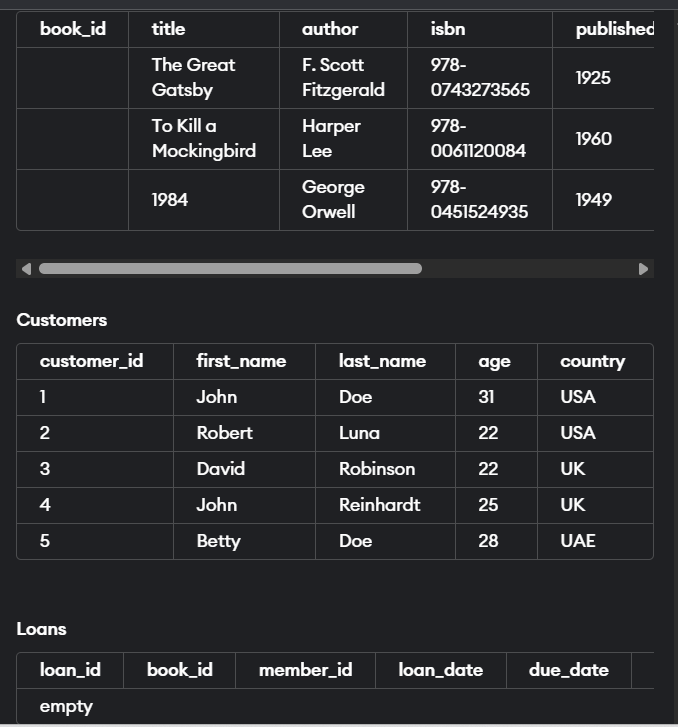 book_id title author isbn published
The Great F. Scott 978-
Gatsby Fitzgerald 0743273565 1925
To Kill a Harper 978-
Mockingbird Lee 0061120084 1960
George 978-
1984 Orwell 0451524935 1949
Customers
customer_id first_name last_name age country
1 John Doe 31 USA
2 Robert Luna 22 USA
3 David Robinson 22 UK
4 John Reinhardt 25 UK
5 Betty Doe 28 UAE
Loans
loan_id book_id member_id loan_date due_date
empty